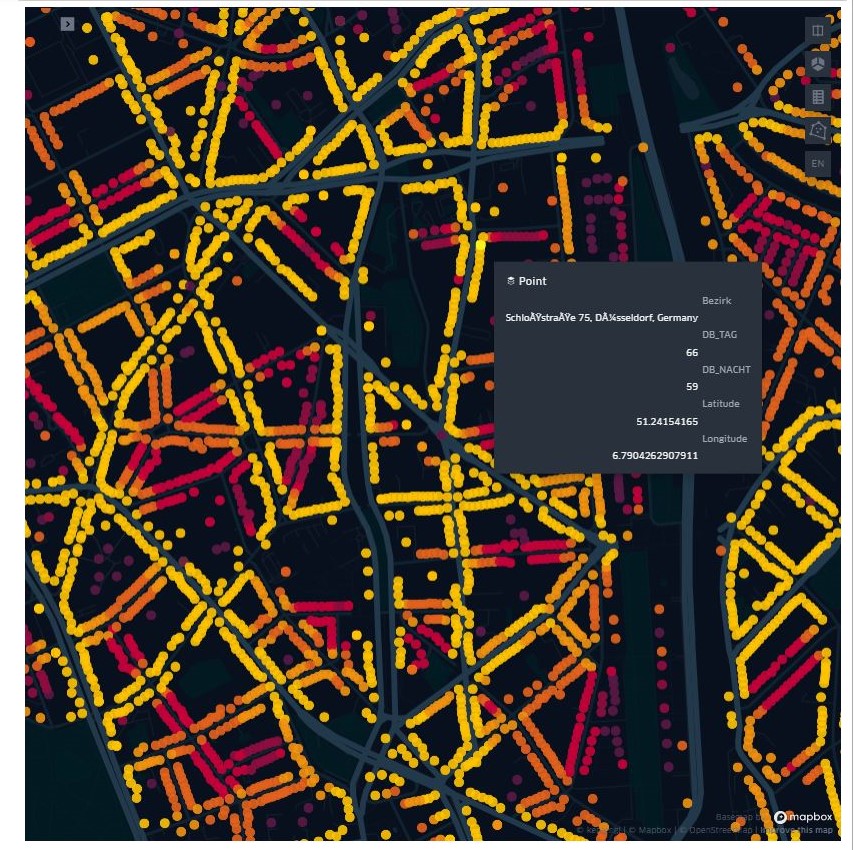 EN
Point
Bezirk
SchloÃŸstraÃŸe 75, DÃ¼sseldorf, Germany
DB_TAG
66
DB_NACHT
59
Latitude
51.24154165
Longitude
6.7904262907911
Basemap by
mapbox
© kepler.gl | © Mapbox | © OpenStreetMap | Improve this map